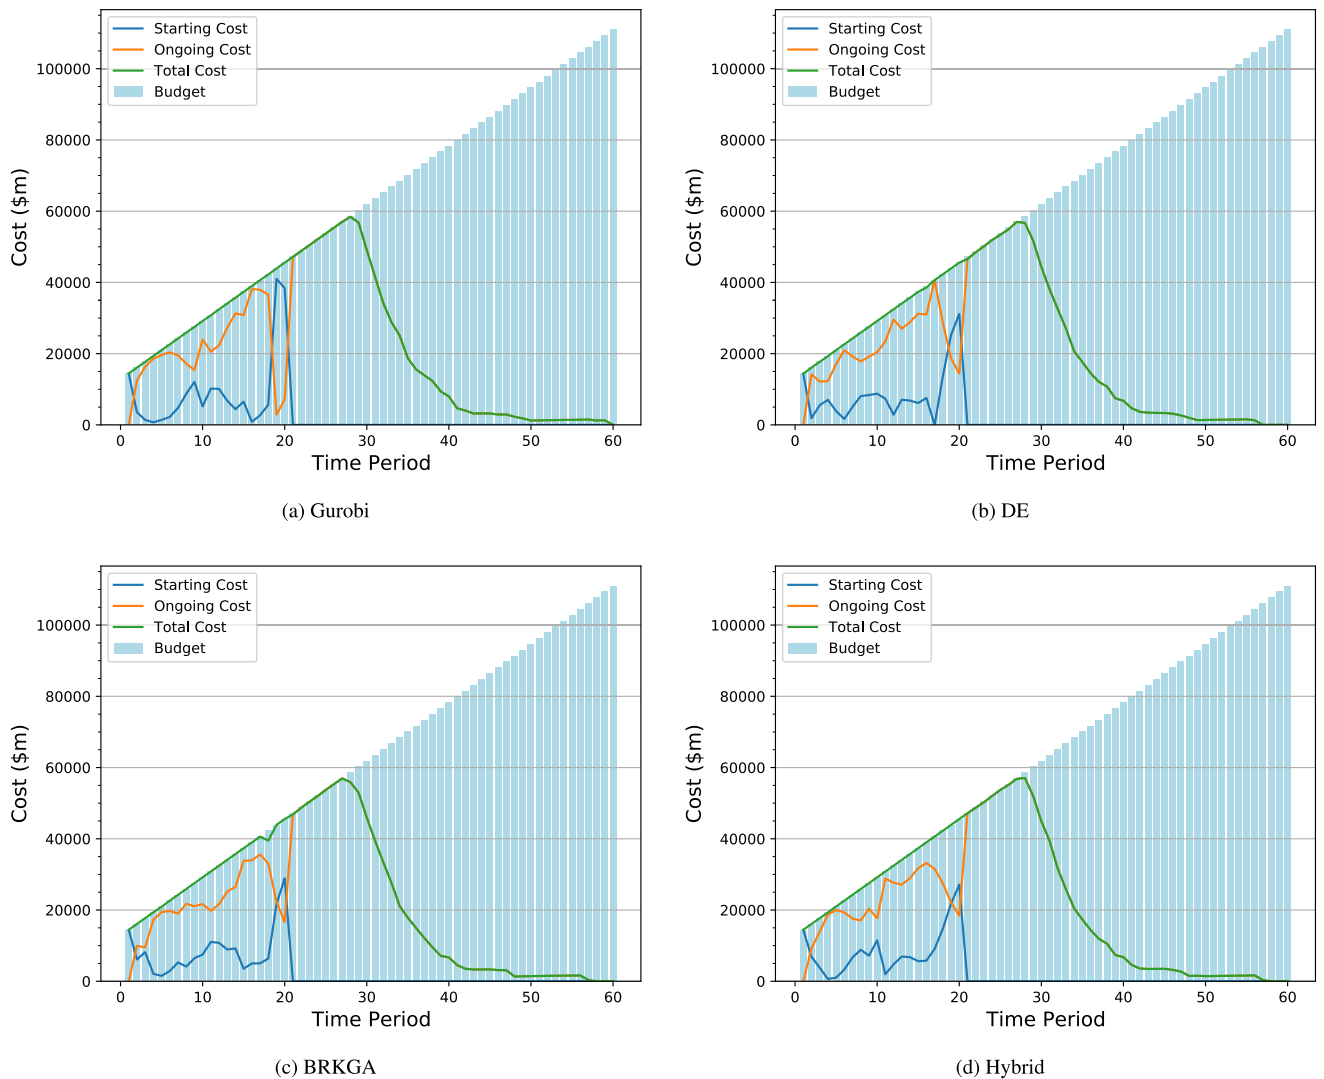 Starting Cost
Ongoing Cost
Total Cost
Budget
100000
80000
60000
40000
20000
0
Cost ($m)
0 10 20 30 40 50 60
Time Period
(a) Gurobi
Starting Cost
Ongoing Cost
Total Cost
Budget
100000
80000
60000
40000
20000
0
Cost ($m)
0 10 20 30 40 50 60
Time Period
(b) DE
Starting Cost
Ongoing Cost
Total Cost
Budget
100000
80000
60000
40000
20000
0
Cost ($m)
0 10 20 30 40 50 60
Time Period
(c) BRKGA
Starting Cost
Ongoing Cost
Total Cost
Budget
100000
80000
60000
40000
20000
0
Cost ($m)
0 10 20 30 40 50 60
Time Period
(d) Hybrid